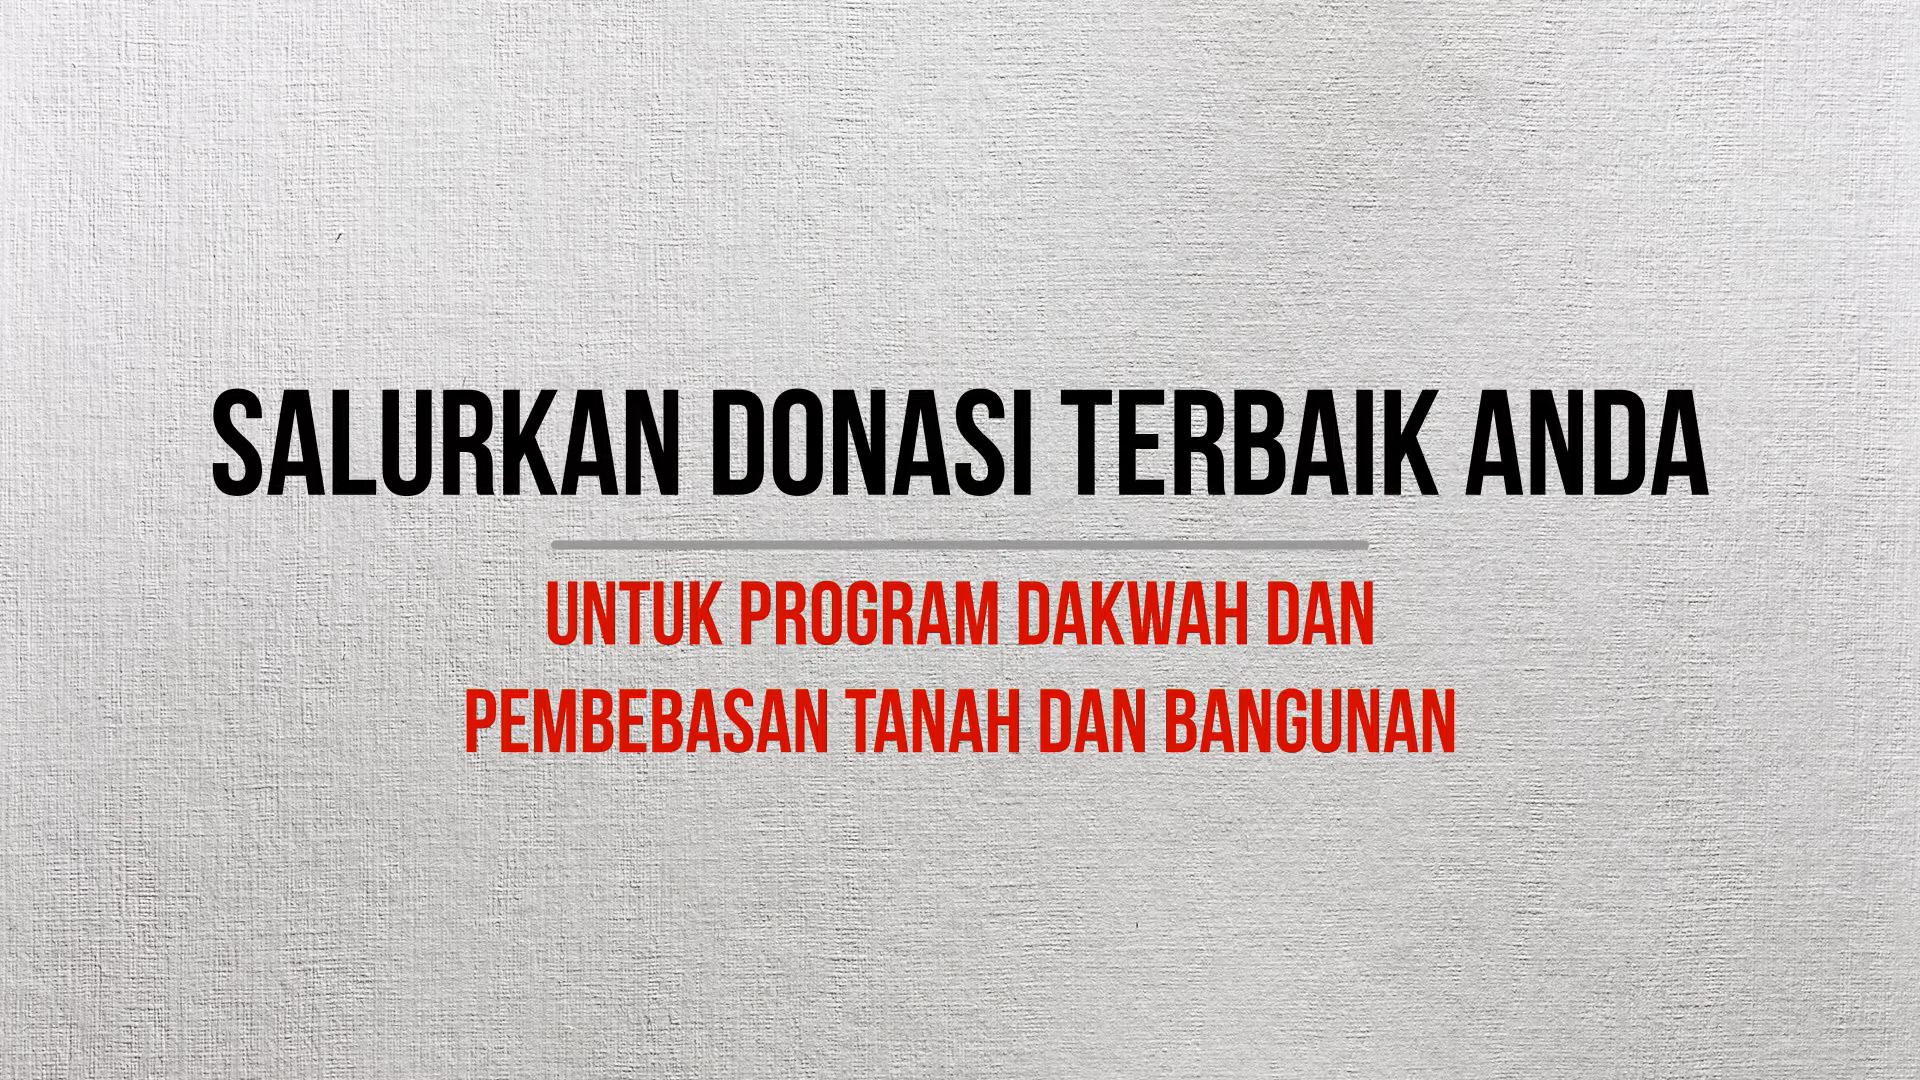 SALURKAN DONASI TERBAIK ANDA
UNTUK PROGRAM DAKWAH DAN
PEMBEBASAN TANAH DAN BANGUNAN